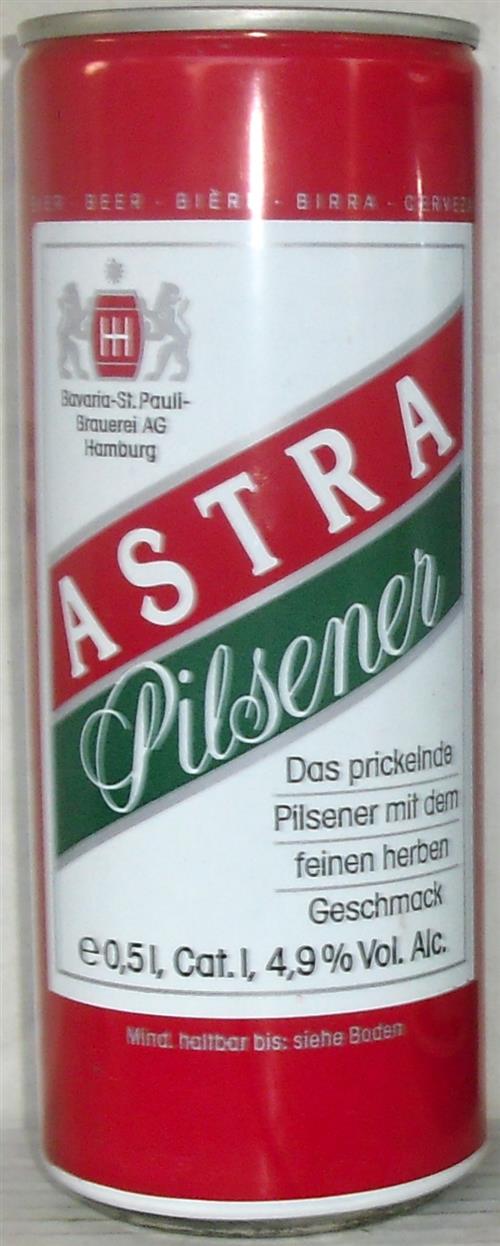 BEER - BIÈRE - BIRRA - CERVEZA
H
Bavaria-St. Pauli-
Brauerei AG
Hamburg
ASTRA
Pilsener
Das prickelnde
Pilsener mit dem
feinen herben
Geschmack
e 0,5 l, Cat. I, 4,9 % Vol. Alc.
Mind. haltbar bis: siehe Boden